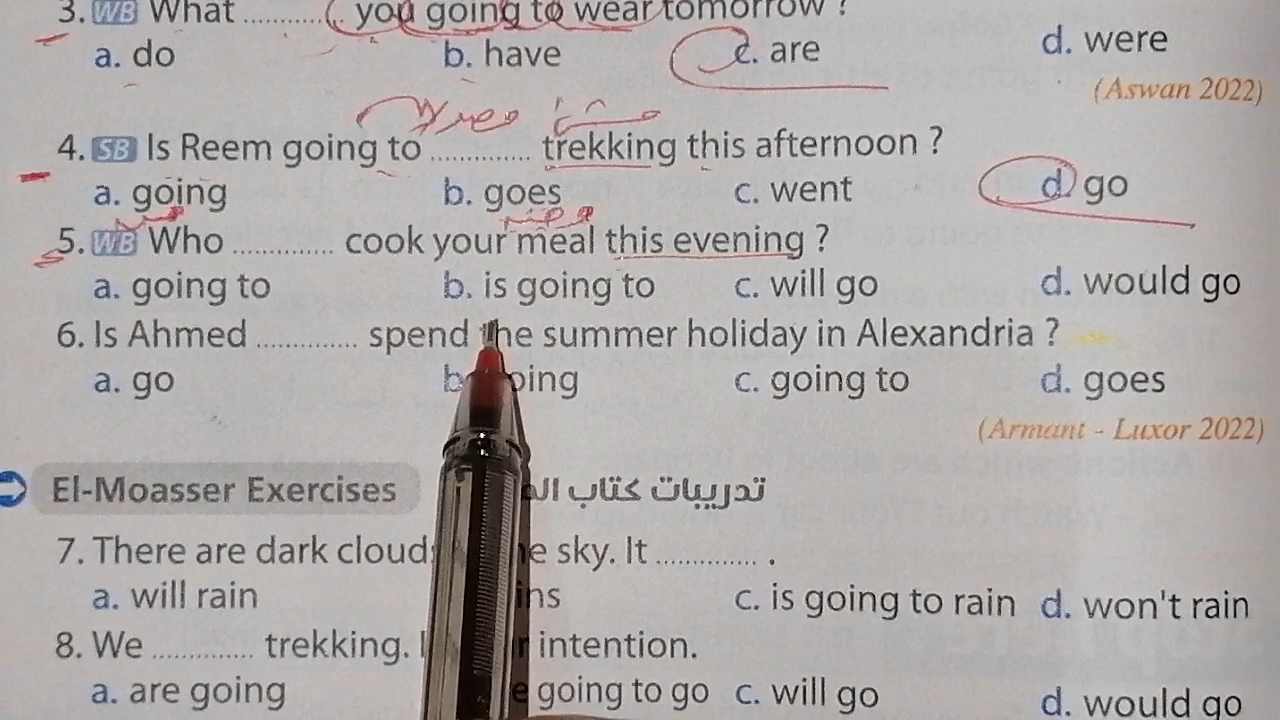 3. WB What ............ you going to wear tomorrow ?
a. do b. have c. are d. were
(Aswan 2022)
4. SB Is Reem going to ............. trekking this afternoon ?
a. going b. goes c. went d. go
5. WB Who ............. cook your meal this evening ?
a. going to b. is going to c. will go d. would go
6. Is Ahmed ............. spend the summer holiday in Alexandria ?
a. go c. going to d. goes
(Armant - Luxor 2022)
El-Moasser Exercises تدريبات كتاب
7. There are dark sky. It ............. .
a. will rain c. is going to rain d. won't rain
8. We ............. trekking. intention.
a. are going going to go c. will go d. would go